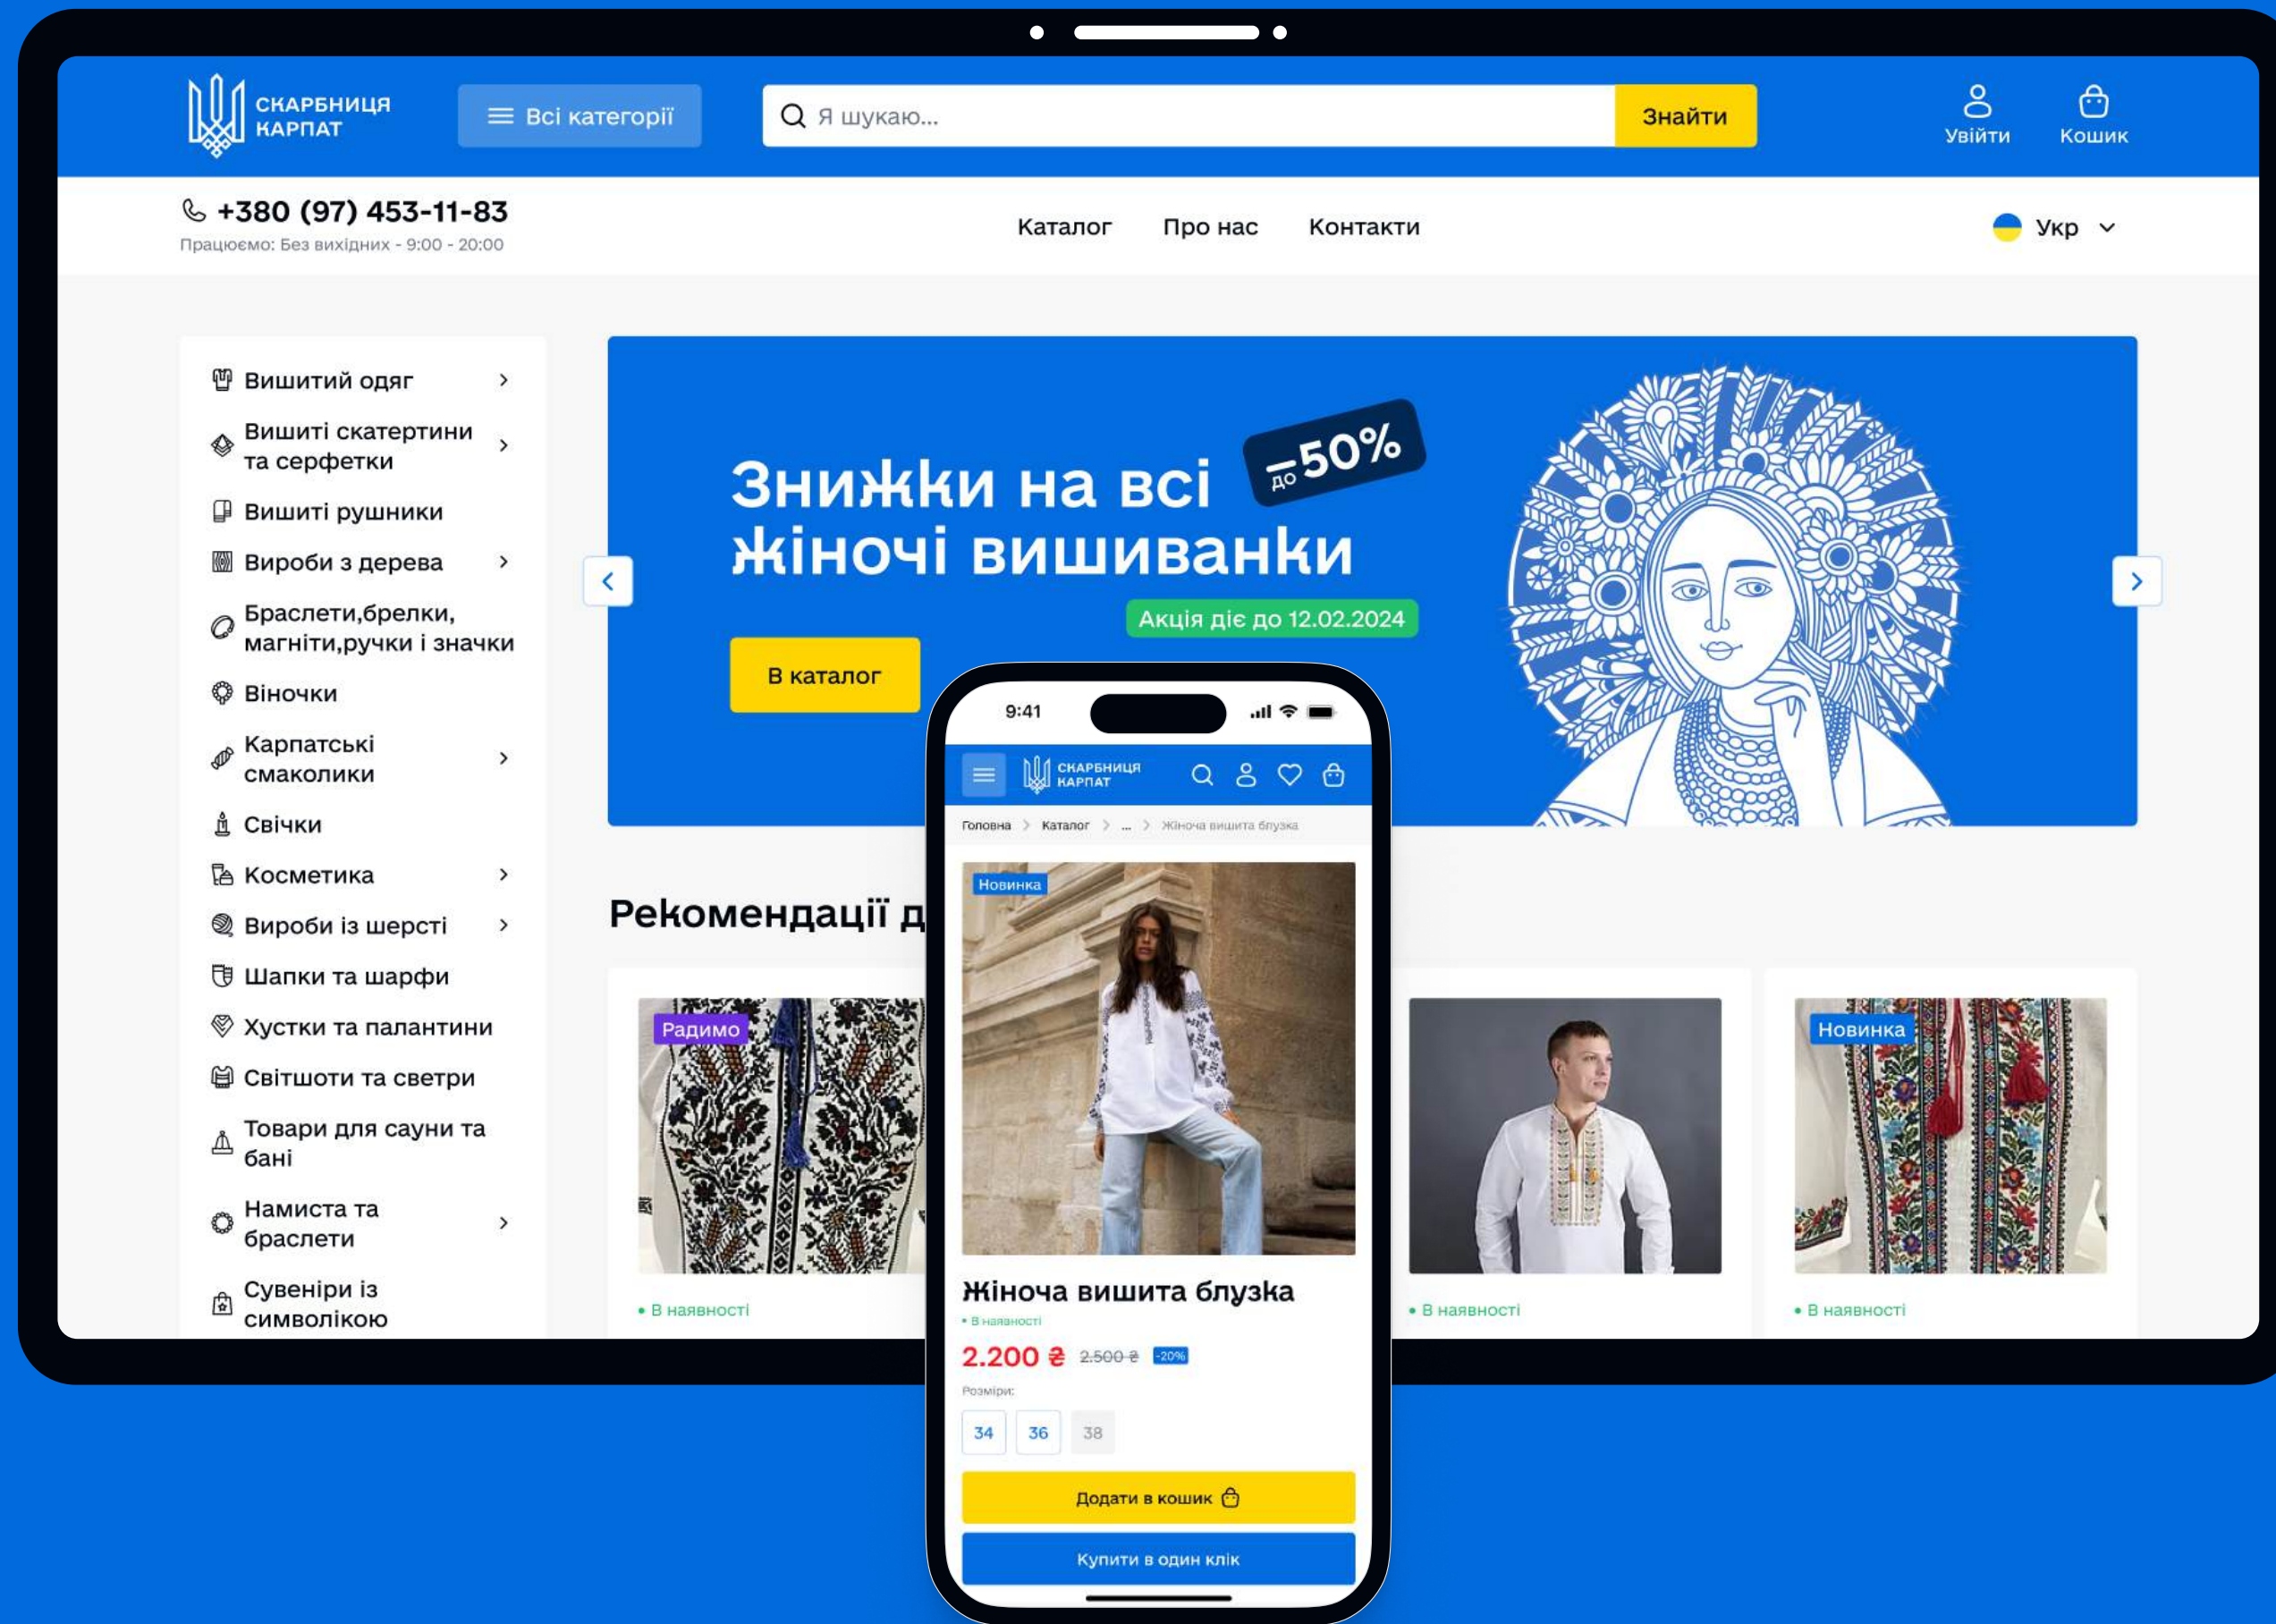 СКАРБНИЦЯ
КАРПАТ
Всі категорії
Я шукаю...
Знайти
Увійти
Кошик
+380 (97) 453-11-83
Працюємо: Без вихідних - 9:00 - 20:00
Каталог
Про нас
Контакти
Укр
Вишитий одяг
Вишиті скатертини
та серфетки
Вишиті рушники
Вироби з дерева
Браслети,брелки,
магніти,ручки і значки
Віночки
Карпатські
смаколики
Свічки
Косметика
Вироби із шерсті
Шапки та шарфи
Хустки та палантини
Світшоти та светри
Товари для сауни та
бані
Намиста та
браслети
Сувеніри із
символікою
Знижки на всі
жіночі вишиванки
до -50%
Акція діє до 12.02.2024
В каталог
Рекомендації
Радимо
Новинка
В наявності
В наявності
В наявності
9:41
СКАРБНИЦЯ
КАРПАТ
Головна > Каталог > ... > Жіноча вишита блузка
Новинка
Жіноча вишита блузка
В наявності
2.200 ₴ 2.500 ₴ -20%
Розміри:
34 36 38
Додати в кошик
Купити в один клік